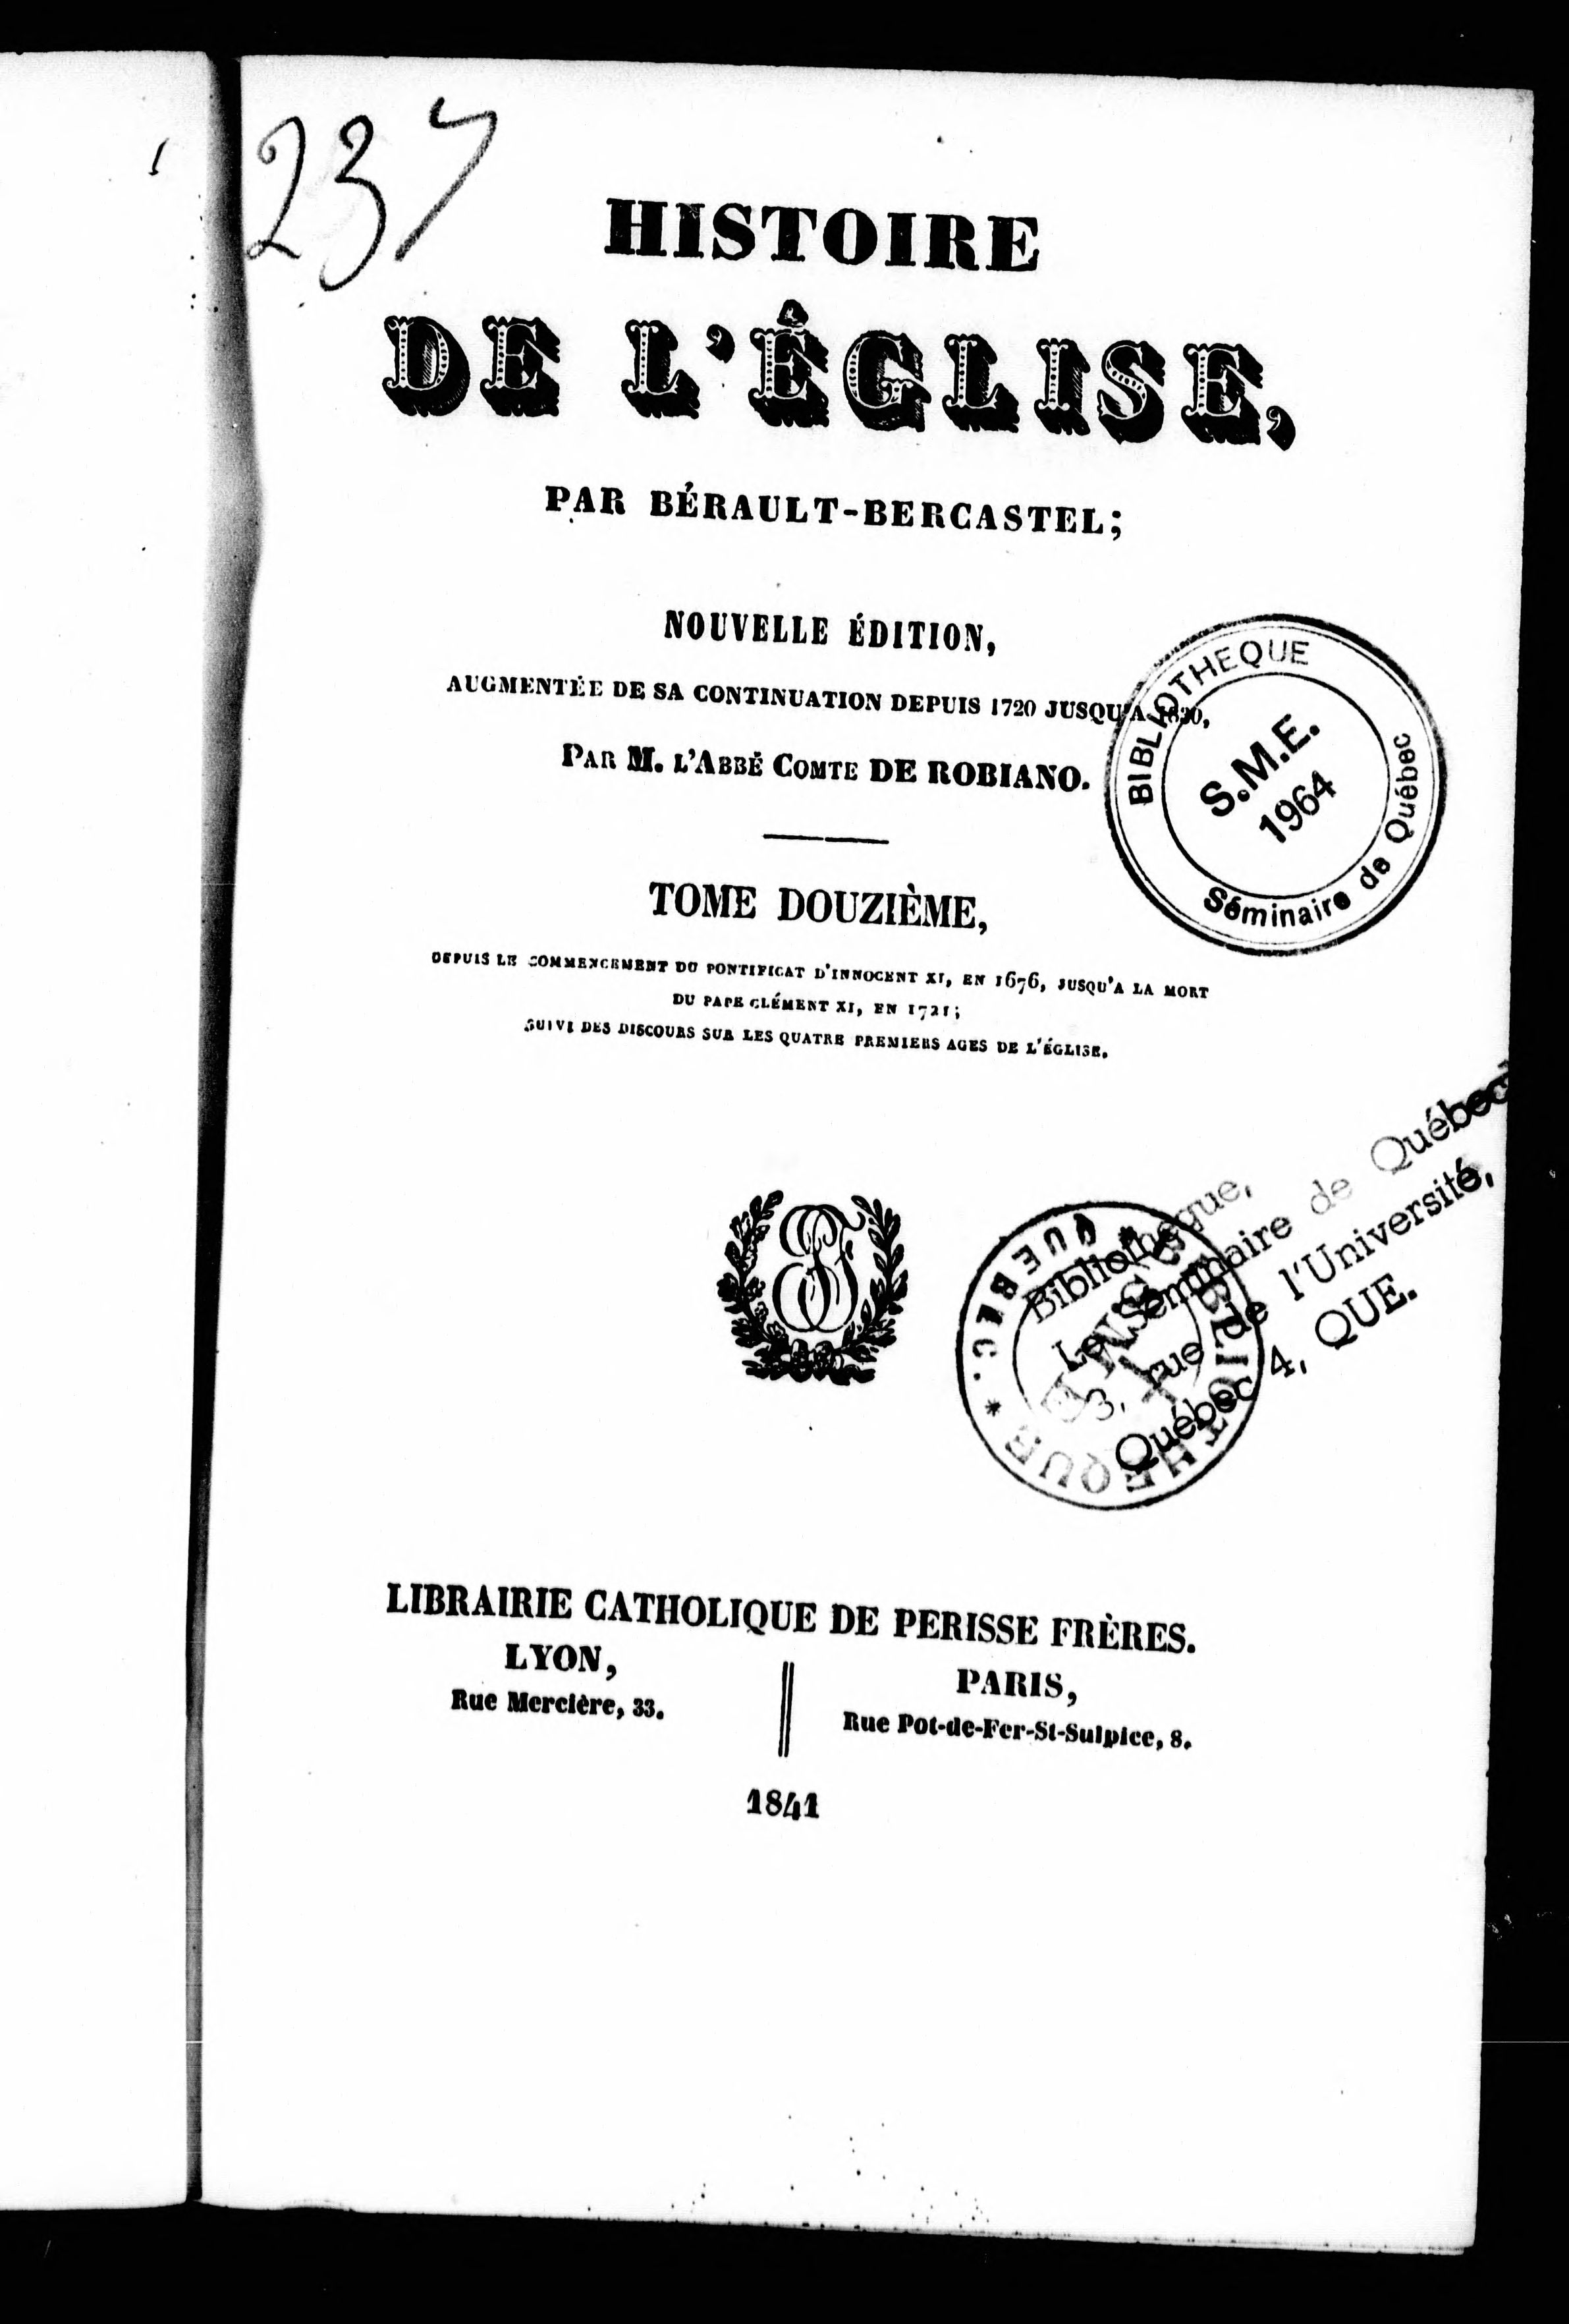 237
HISTOIRE
DE L'ÉGLISE,
PAR BÉRAULT-BERCASTEL;
NOUVELLE ÉDITION,
AUGMENTÉE DE SA CONTINUATION DEPUIS 1720 JUSQU'A 1830,
PAR M. L'ABBÉ COMTE DE ROBIANO.
BIBLIOTHEQUE
S.M.E.
1964
Séminaire de Québec
TOME DOUZIÈME,
DEPUIS LE COMMENCEMENT DU PONTIFICAT D'INNOCENT XI, EN 1676, JUSQU'A LA MORT
DU PAPE CLÉMENT XI, EN 1721;
SUIVI DES DISCOURS SUR LES QUATRE PREMIERS AGES DE L'ÉGLISE.
Bibliothèque,
Le Séminaire de Québec
3, rue de l'Université,
Québec 4, QUE.
BIBLIOTHEQUE
QUEBEC.
LIBRAIRIE CATHOLIQUE DE PERISSE FRÈRES.
LYON,
Rue Mercière, 33.
PARIS,
Rue Pot-de-Fer-St-Sulpice, 8.
1841